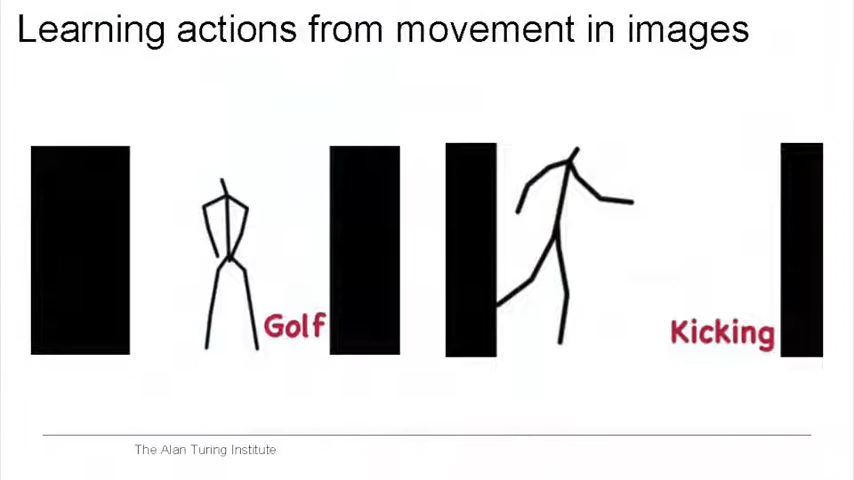 Learning actions from movement in images
Golf
Kicking
The Alan Turing Institute